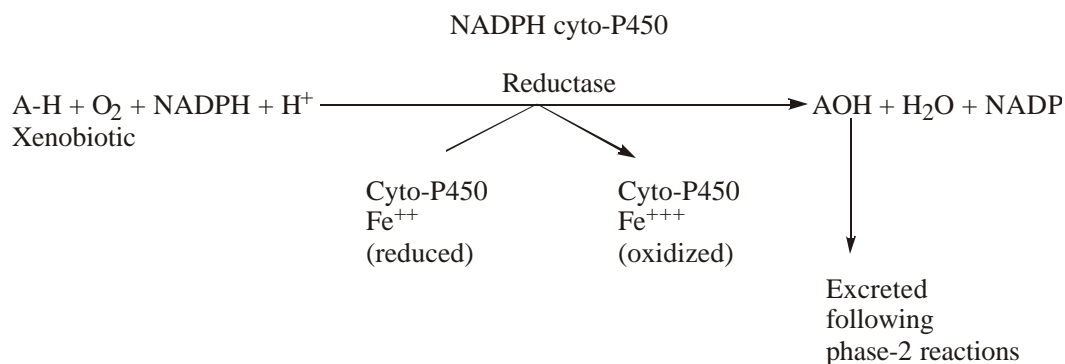 NADPH cyto-P450
Reductase
A-H + O₂ + NADPH + H⁺ AOH + H₂O + NADP
Xenobiotic
Cyto-P450 Cyto-P450
Fe⁺⁺ Fe⁺⁺⁺
(reduced) (oxidized)
Excreted
following
phase-2 reactions